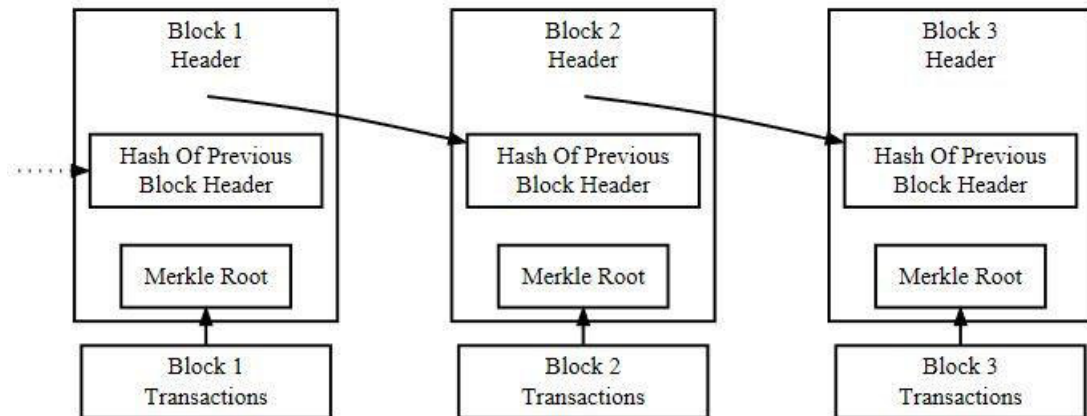 Block 1
Header
Block 2
Header
Block 3
Header
Hash Of Previous
Block Header
Hash Of Previous
Block Header
Hash Of Previous
Block Header
Merkle Root
Merkle Root
Merkle Root
Block 1
Transactions
Block 2
Transactions
Block 3
Transactions